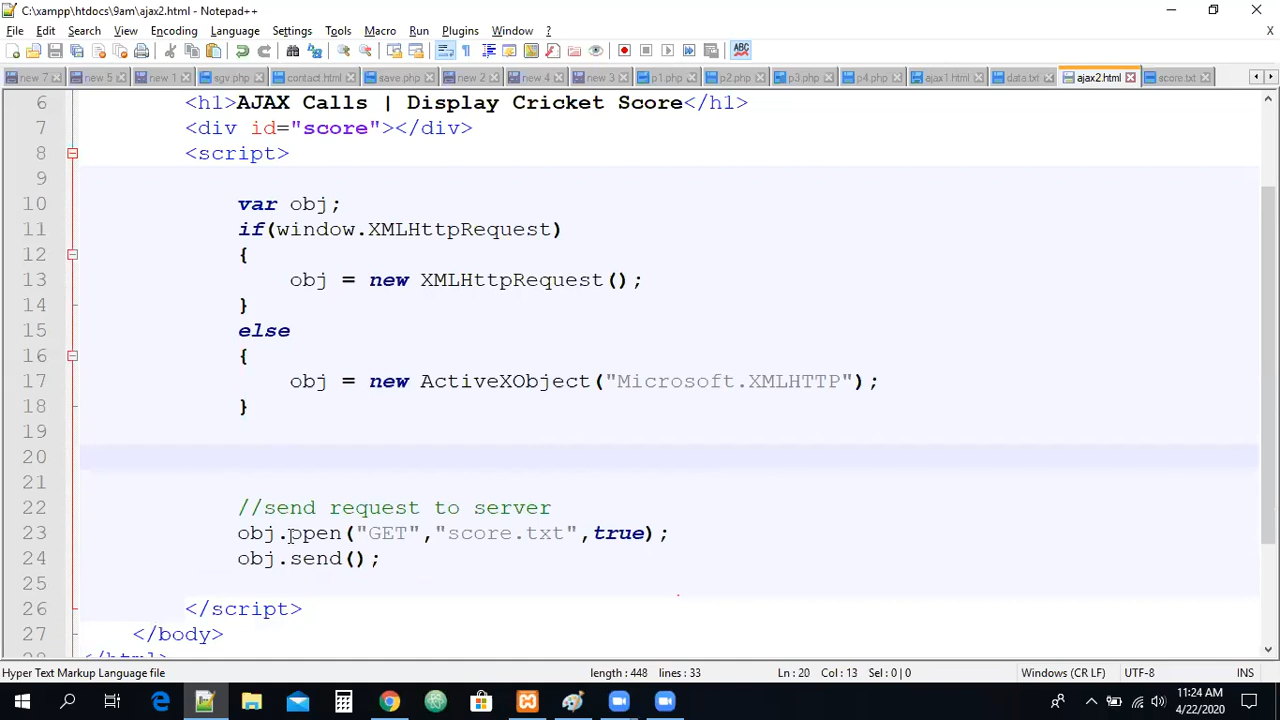 C:\xampp\htdocs\9am\ajax2.html - Notepad++
File Edit Search View Encoding Language Settings Tools Macro Run Plugins Window ?
new 7 new 5 new 1 sgv php contact html save.php new 2 new 4 new 3 p1.php p2.php p3.php p4.php ajax1.html data.txt ajax2.html score.txt
6 <h1>AJAX Calls | Display Cricket Score</h1>
7 <div id="score"></div>
8 <script>
9
10 var obj;
11 if(window.XMLHttpRequest)
12 {
13 obj = new XMLHttpRequest();
14 }
15 else
16 {
17 obj = new ActiveXObject("Microsoft.XMLHTTP");
18 }
19
20
21
22 //send request to server
23 obj.open("GET","score.txt",true);
24 obj.send();
25
26 </script>
27 </body>
28 </html>
Hyper Text Markup Language file length : 448 lines : 33 Ln : 20 Col : 13 Sel : 0 | 0 Windows (CR LF) UTF-8 INS
11:24 AM
4/22/2020